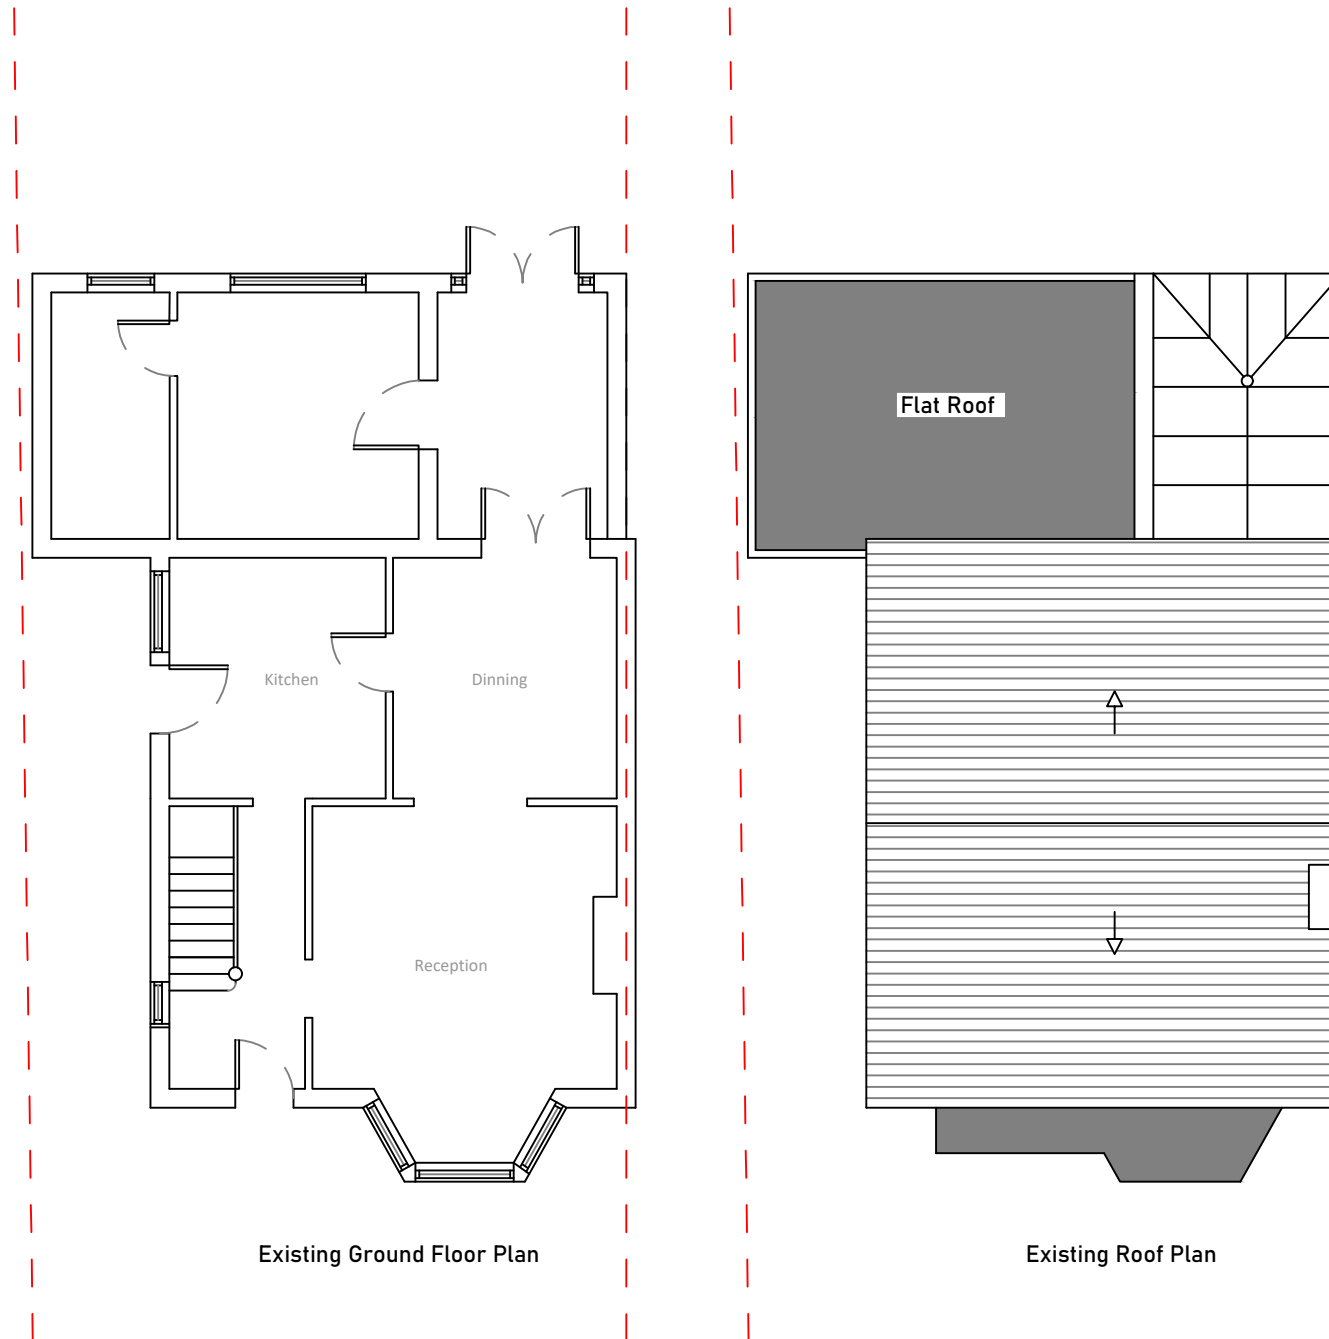 Flat Roof
Kitchen
Dinning
Reception
Existing Ground Floor Plan
Existing Roof Plan